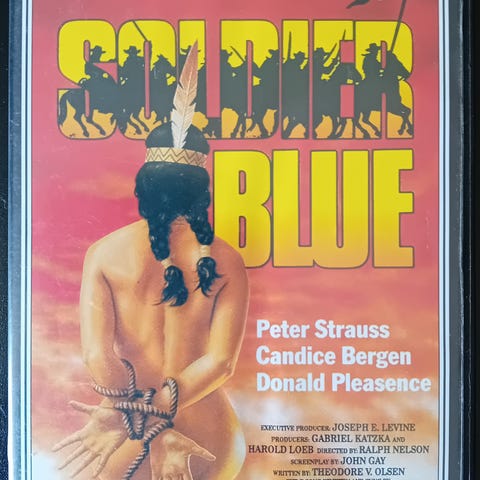 SOLDIER
BLUE
Peter Strauss
Candice Bergen
Donald Pleasence
EXECUTIVE PRODUCER: JOSEPH E. LEVINE
PRODUCERS: GABRIEL KATZKA AND
HAROLD LOEB DIRECTED BY: RALPH NELSON
SCREENPLAY BY: JOHN GAY
WRITTEN BY: THEODORE V. OLSEN